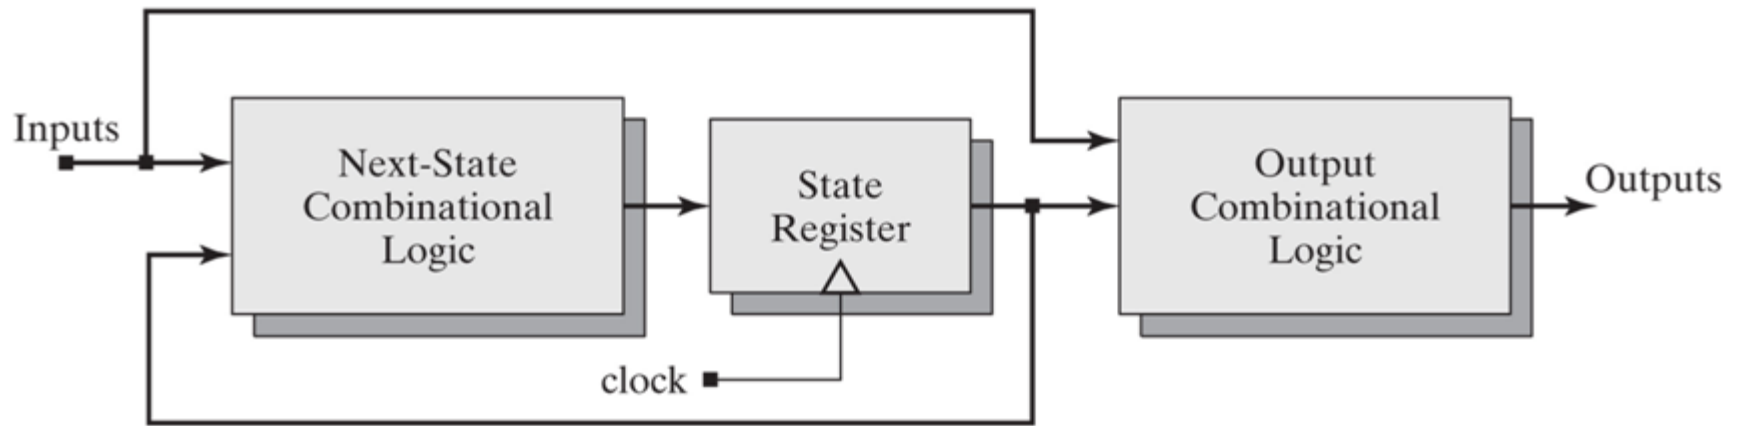 Inputs
Next-State
Combinational
Logic
State
Register
clock
Output
Combinational
Logic
Outputs